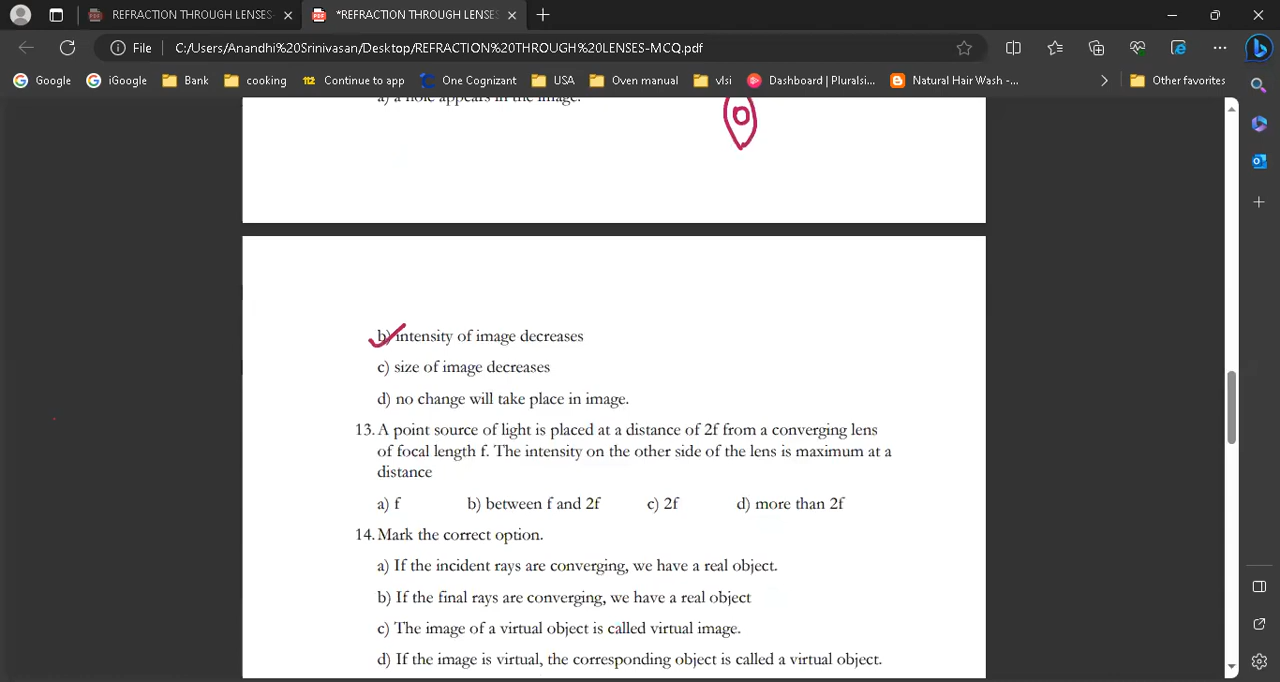 REFRACTION THROUGH LENSES-
*REFRACTION THROUGH LENSES
File
C:/Users/Anandhi%20Srinivasan/Desktop/REFRACTION%20THROUGH%20LENSES-MCQ.pdf
Google
iGoogle
Bank
cooking
Continue to app
One Cognizant
USA
Oven manual
vlsi
Dashboard | Pluralsi...
Natural Hair Wash -...
Other favorites
a) a hole appears in the image.
b) intensity of image decreases
c) size of image decreases
d) no change will take place in image.
13. A point source of light is placed at a distance of 2f from a converging lens
of focal length f. The intensity on the other side of the lens is maximum at a
distance
a) f b) between f and 2f c) 2f d) more than 2f
14. Mark the correct option.
a) If the incident rays are converging, we have a real object.
b) If the final rays are converging, we have a real object
c) The image of a virtual object is called virtual image.
d) If the image is virtual, the corresponding object is called a virtual object.